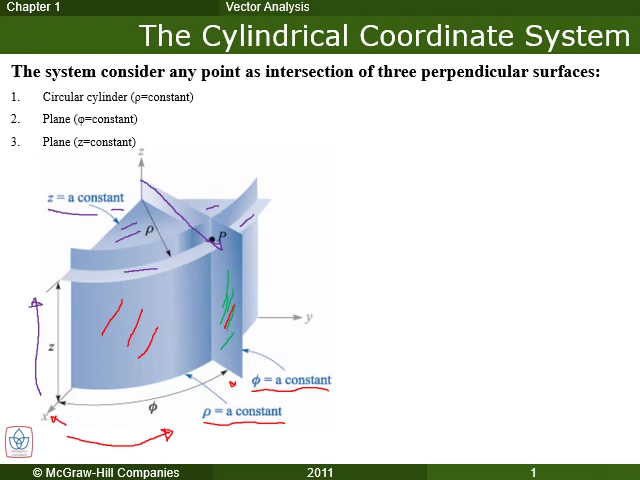 Chapter 1 Vector Analysis
The Cylindrical Coordinate System
The system consider any point as intersection of three perpendicular surfaces:
1. Circular cylinder (ρ=constant)
2. Plane (φ=constant)
3. Plane (z=constant)
z
z = a constant
ρ
P
y
z
ϕ = a constant
x
ϕ
ρ = a constant
© McGraw-Hill Companies 2011 1